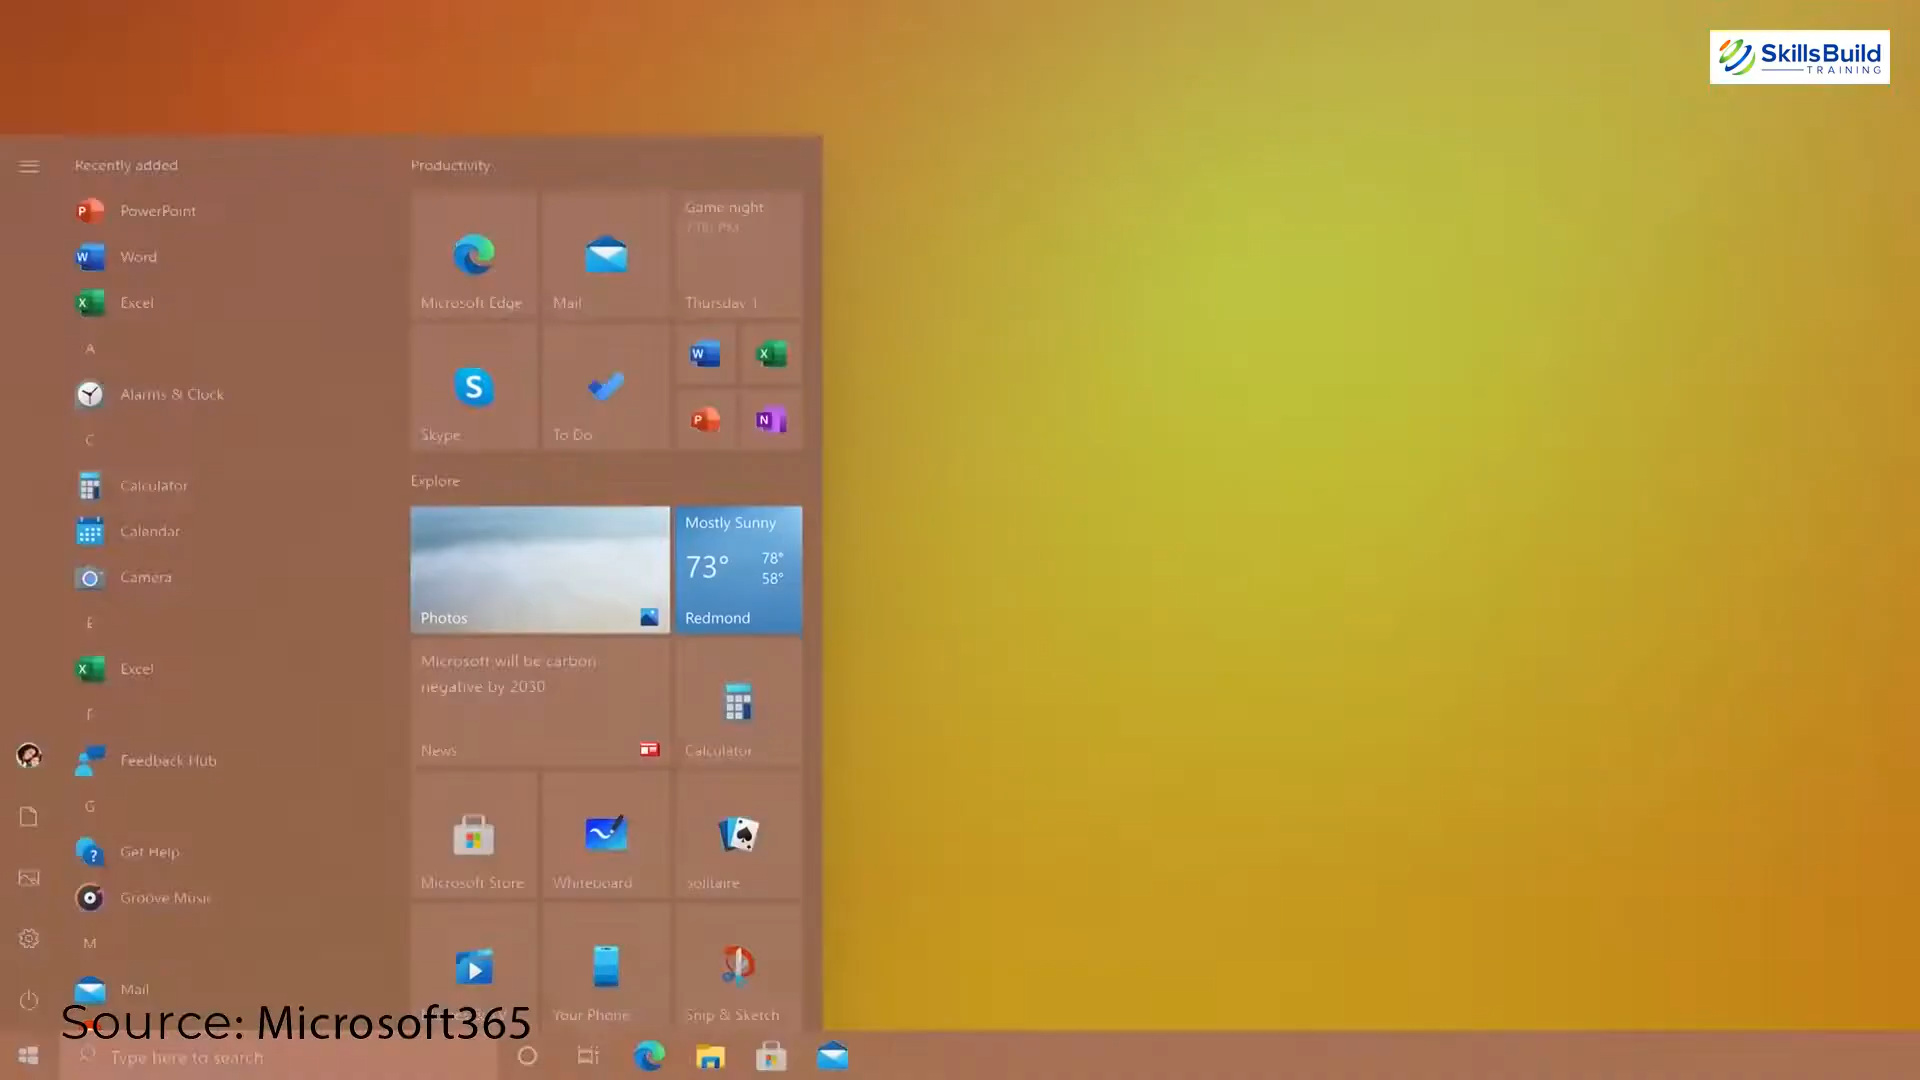 SkillsBuild
TRAINING
Recently added
PowerPoint
Word
Excel
A
Alarms & Clock
C
Calculator
Calendar
Camera
E
Excel
F
Feedback Hub
G
Get Help
Groove Music
M
Mail
Productivity
Microsoft Edge
Mail
Game night
7:00 PM
Thursday 1
Skype
To Do
Explore
Photos
Mostly Sunny
73°
78°
58°
Redmond
Microsoft will be carbon
negative by 2030
News
Calculator
Microsoft Store
Whiteboard
Solitaire
Your Phone
Snip & Sketch
Source: Microsoft365
Type here to search